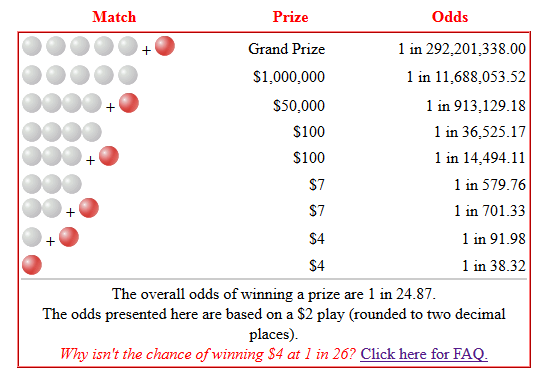 Match Prize Odds
+ Grand Prize 1 in 292,201,338.00
$1,000,000 1 in 11,688,053.52
+ $50,000 1 in 913,129.18
$100 1 in 36,525.17
+ $100 1 in 14,494.11
$7 1 in 579.76
+ $7 1 in 701.33
+ $4 1 in 91.98
$4 1 in 38.32
The overall odds of winning a prize are 1 in 24.87.
The odds presented here are based on a $2 play (rounded to two decimal
places).
Why isn't the chance of winning $4 at 1 in 26? Click here for FAQ.